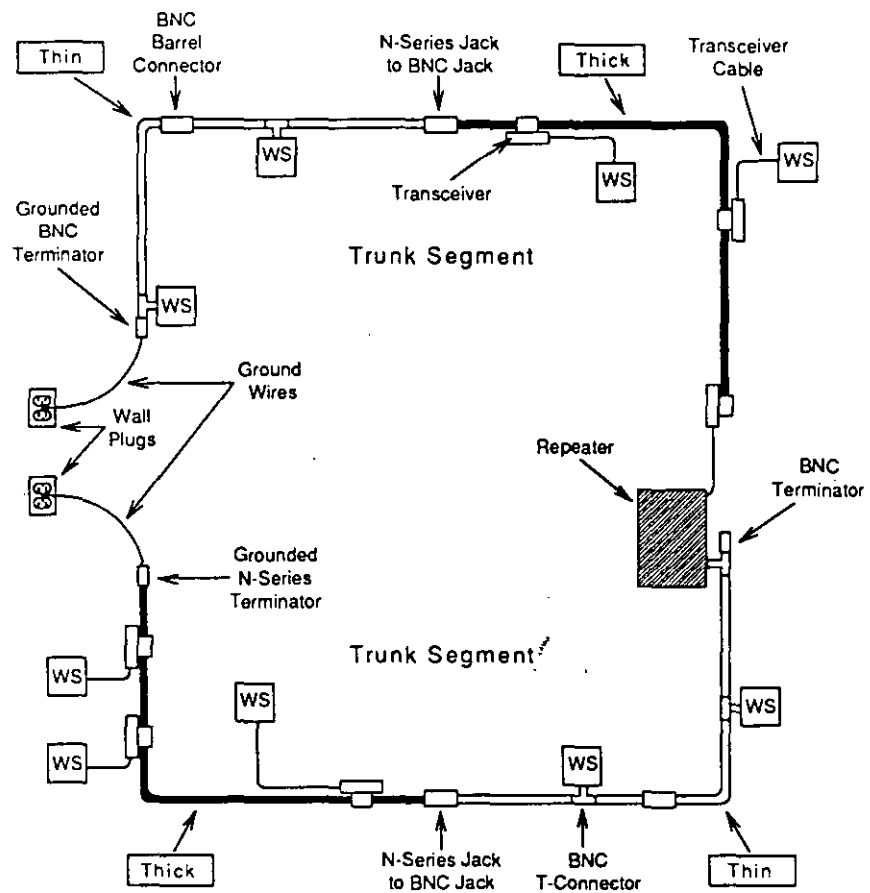 BNC
Barrel
Connector
Thin
N-Series Jack
to BNC Jack
Thick
Transceiver
Cable
WS
WS
WS
Transceiver
Grounded
BNC
Terminator
Trunk Segment
WS
Ground
Wires
Wall
Plugs
Repeater
BNC
Terminator
Grounded
N-Series
Terminator
Trunk Segment
WS
WS
WS
WS
WS
Thick
N-Series Jack
to BNC Jack
BNC
T-Connector
Thin